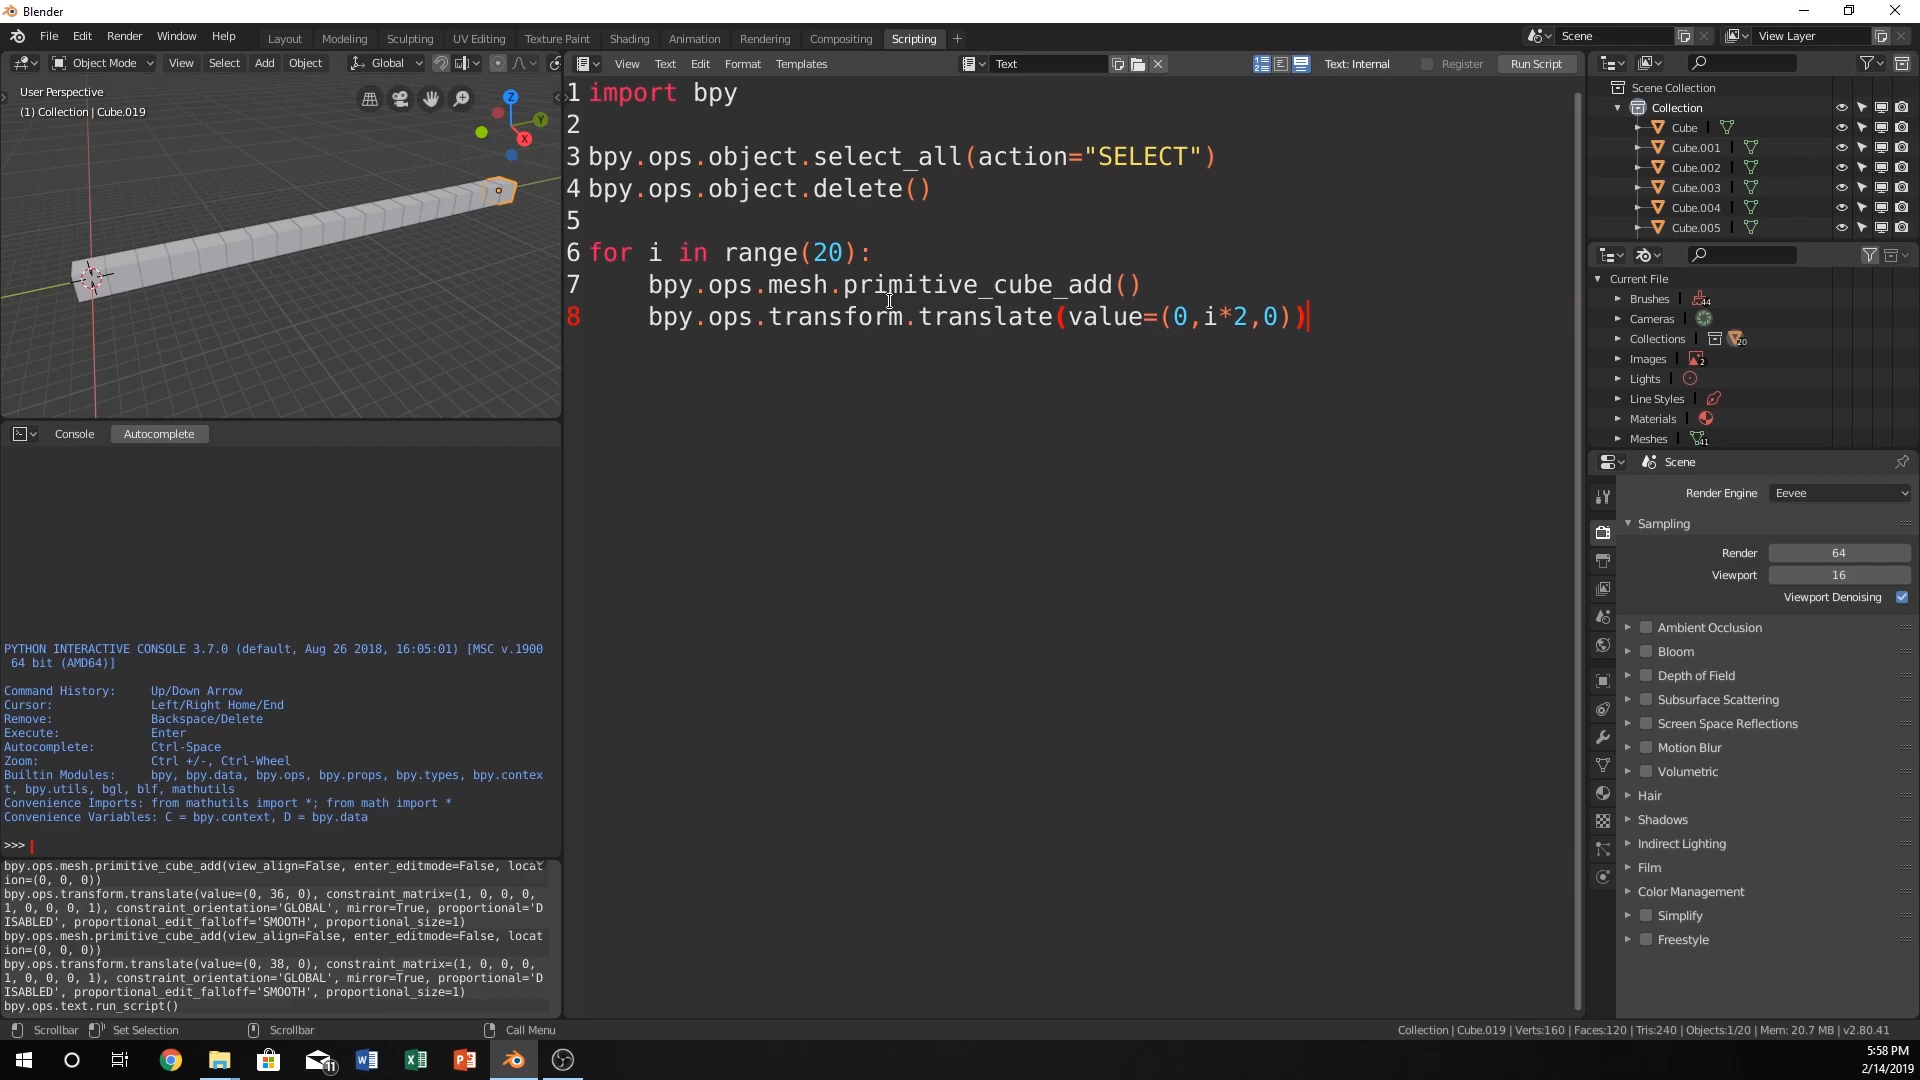 Blender
File Edit Render Window Help
Layout Modeling Sculpting UV Editing Texture Paint Shading Animation Rendering Compositing Scripting +
Scene
View Layer
Object Mode View Select Add Object Global
User Perspective
(1) Collection | Cube.019
Z
Y
X
View Text Edit Format Templates Text Text: Internal Register Run Script
1 import bpy
2
3 bpy.ops.object.select_all(action="SELECT")
4 bpy.ops.object.delete()
5
6 for i in range(20):
7 bpy.ops.mesh.primitive_cube_add()
8 bpy.ops.transform.translate(value=(0,i*2,0))
Console Autocomplete
PYTHON INTERACTIVE CONSOLE 3.7.0 (default, Aug 26 2018, 16:05:01) [MSC v.1900
64 bit (AMD64)]
Command History: Up/Down Arrow
Cursor: Left/Right Home/End
Remove: Backspace/Delete
Execute: Enter
Autocomplete: Ctrl-Space
Zoom: Ctrl +/-, Ctrl-Wheel
Builtin Modules: bpy, bpy.data, bpy.ops, bpy.props, bpy.types, bpy.contex
t, bpy.utils, bgl, blf, mathutils
Convenience Imports: from mathutils import *; from math import *
Convenience Variables: C = bpy.context, D = bpy.data
>>>
bpy.ops.mesh.primitive_cube_add(view_align=False, enter_editmode=False, locat
ion=(0, 0, 0))
bpy.ops.transform.translate(value=(0, 36, 0), constraint_matrix=(1, 0, 0, 0,
1, 0, 0, 0, 1), constraint_orientation='GLOBAL', mirror=True, proportional='D
ISABLED', proportional_edit_falloff='SMOOTH', proportional_size=1)
bpy.ops.mesh.primitive_cube_add(view_align=False, enter_editmode=False, locat
ion=(0, 0, 0))
bpy.ops.transform.translate(value=(0, 38, 0), constraint_matrix=(1, 0, 0, 0,
1, 0, 0, 0, 1), constraint_orientation='GLOBAL', mirror=True, proportional='D
ISABLED', proportional_edit_falloff='SMOOTH', proportional_size=1)
bpy.ops.text.run_script()
Scene Collection
Collection
Cube
Cube.001
Cube.002
Cube.003
Cube.004
Cube.005
Current File
Brushes 44
Cameras
Collections 20
Images 2
Lights
Line Styles
Materials
Meshes 41
Scene
Render Engine Eevee
Sampling
Render 64
Viewport 16
Viewport Denoising
Ambient Occlusion
Bloom
Depth of Field
Subsurface Scattering
Screen Space Reflections
Motion Blur
Volumetric
Hair
Shadows
Indirect Lighting
Film
Color Management
Simplify
Freestyle
Scrollbar Set Selection Scrollbar Call Menu
Collection | Cube.019 | Verts:160 | Faces:120 | Tris:240 | Objects:1/20 | Mem: 20.7 MB | v2.80.41
11
5:58 PM
2/14/2019